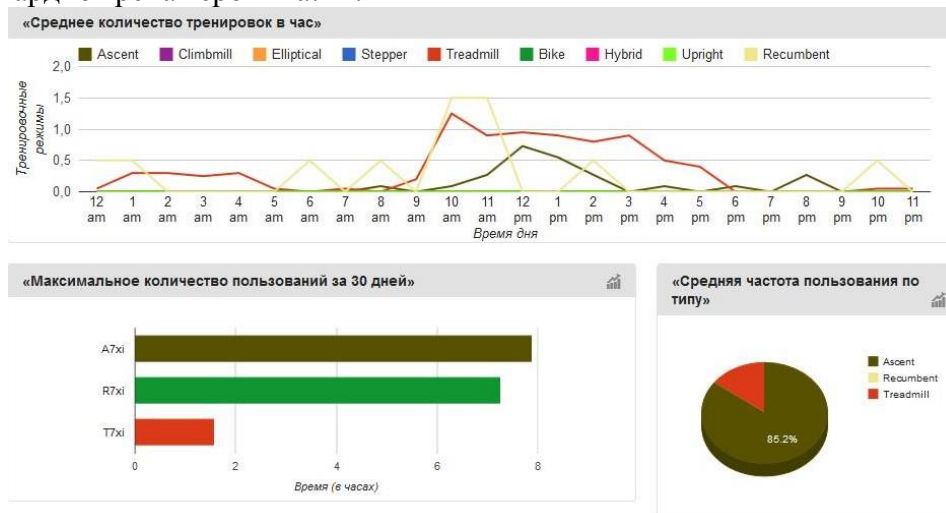 «Среднее количество тренировок в час»
Ascent Climbmill Elliptical Stepper Treadmill Bike Hybrid Upright Recumbent
Тренировочные
режимы
2,0
1,5
1,0
0,5
0,0
12 am 1 am 2 am 3 am 4 am 5 am 6 am 7 am 8 am 9 am 10 am 11 am 12 pm 1 pm 2 pm 3 pm 4 pm 5 pm 6 pm 7 pm 8 pm 9 pm 10 pm 11 pm
Время дня
«Максимальное количество пользований за 30 дней»
A7xi
R7xi
T7xi
0 2 4 6 8
Время (в часах)
«Средняя частота пользования по
типу»
Ascent
Recumbent
Treadmill
85.2%